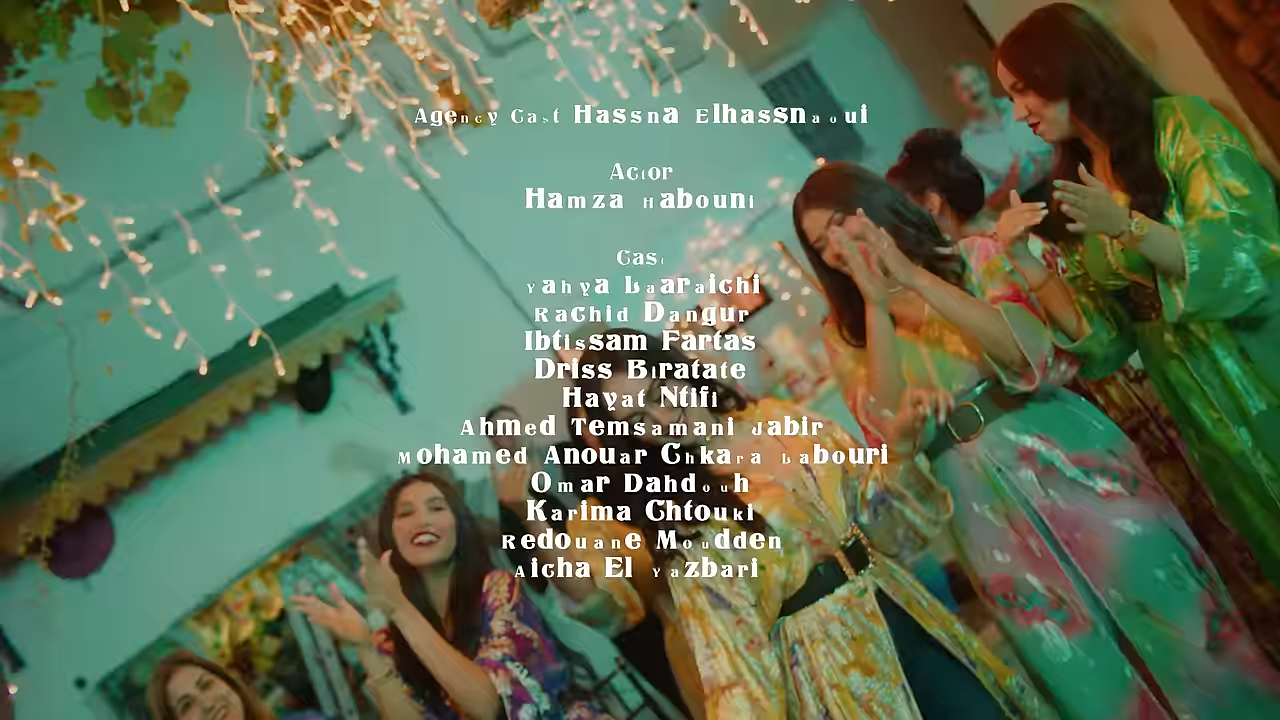 Agency Cast Hassna Elhassnaoui
Actor
Hamza Habouni
Cast
Yahya Laaraichi
Rachid Dangur
Ibtissam Fartas
Driss Biratate
Hayat Ntifi
Ahmed Temsamani Jabir
Mohamed Anouar Chkara Labouri
Omar Dahdouh
Karima Chtouki
Redouane Moudden
Aicha El Yazbari